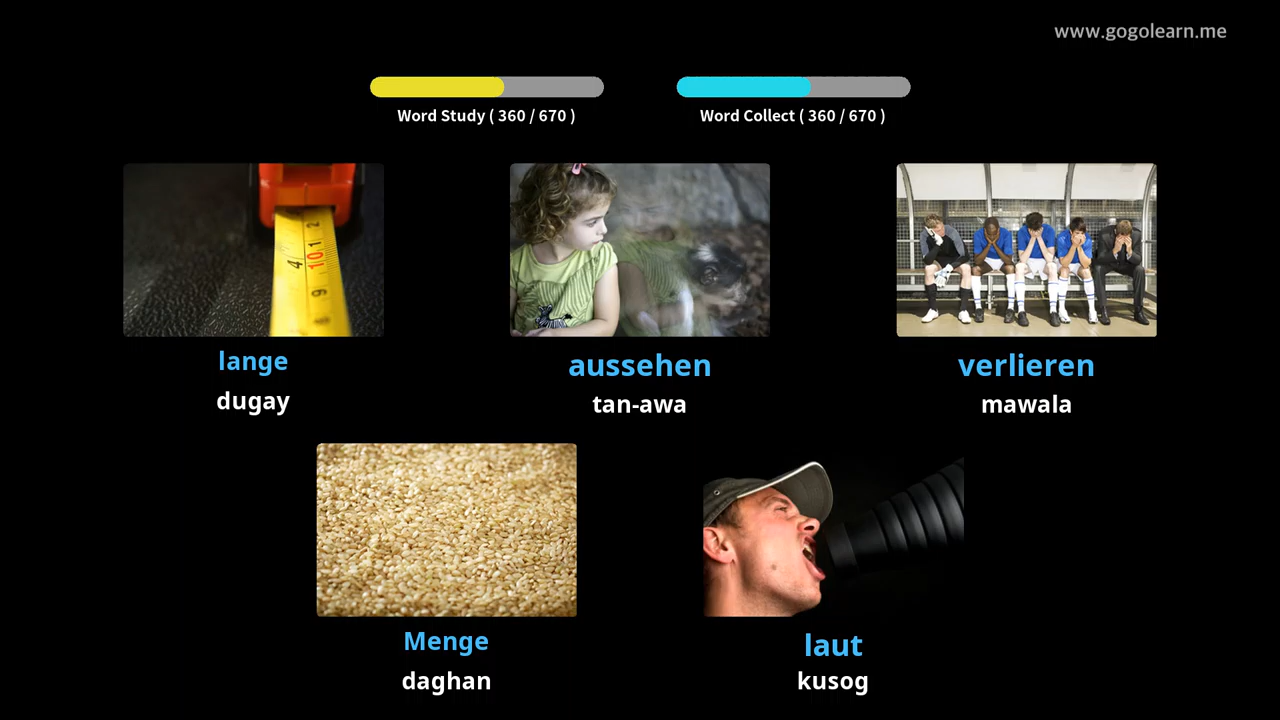 www.gogolearn.me
Word Study ( 360 / 670 )
Word Collect ( 360 / 670 )
lange
dugay
aussehen
tan-awa
verlieren
mawala
Menge
daghan
laut
kusog